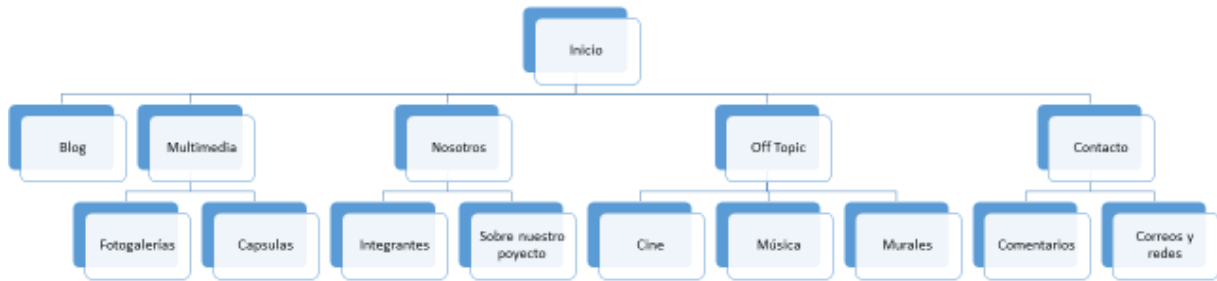 Inicio
Blog
Multimedia
Nosotros
Off Topic
Contacto
Fotogalerías
Capsulas
Integrantes
Sobre nuestro
poyecto
Cine
Música
Murales
Comentarios
Correos y
redes